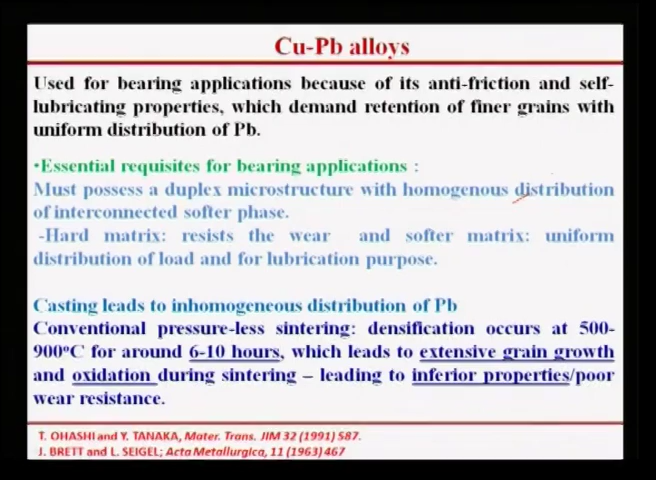 Cu-Pb alloys
Used for bearing applications because of its anti-friction and self-
lubricating properties, which demand retention of finer grains with
uniform distribution of Pb.
•Essential requisites for bearing applications :
Must possess a duplex microstructure with homogenous distribution
of interconnected softer phase.
-Hard matrix: resists the wear and softer matrix: uniform
distribution of load and for lubrication purpose.
Casting leads to inhomogeneous distribution of Pb
Conventional pressure-less sintering: densification occurs at 500-
900°C for around 6-10 hours, which leads to extensive grain growth
and oxidation during sintering – leading to inferior properties/poor
wear resistance.
T. OHASHI and Y. TANAKA, Mater. Trans. JIM 32 (1991) 587.
J. BRETT and L. SEIGEL; Acta Metallurgica, 11 (1963) 467